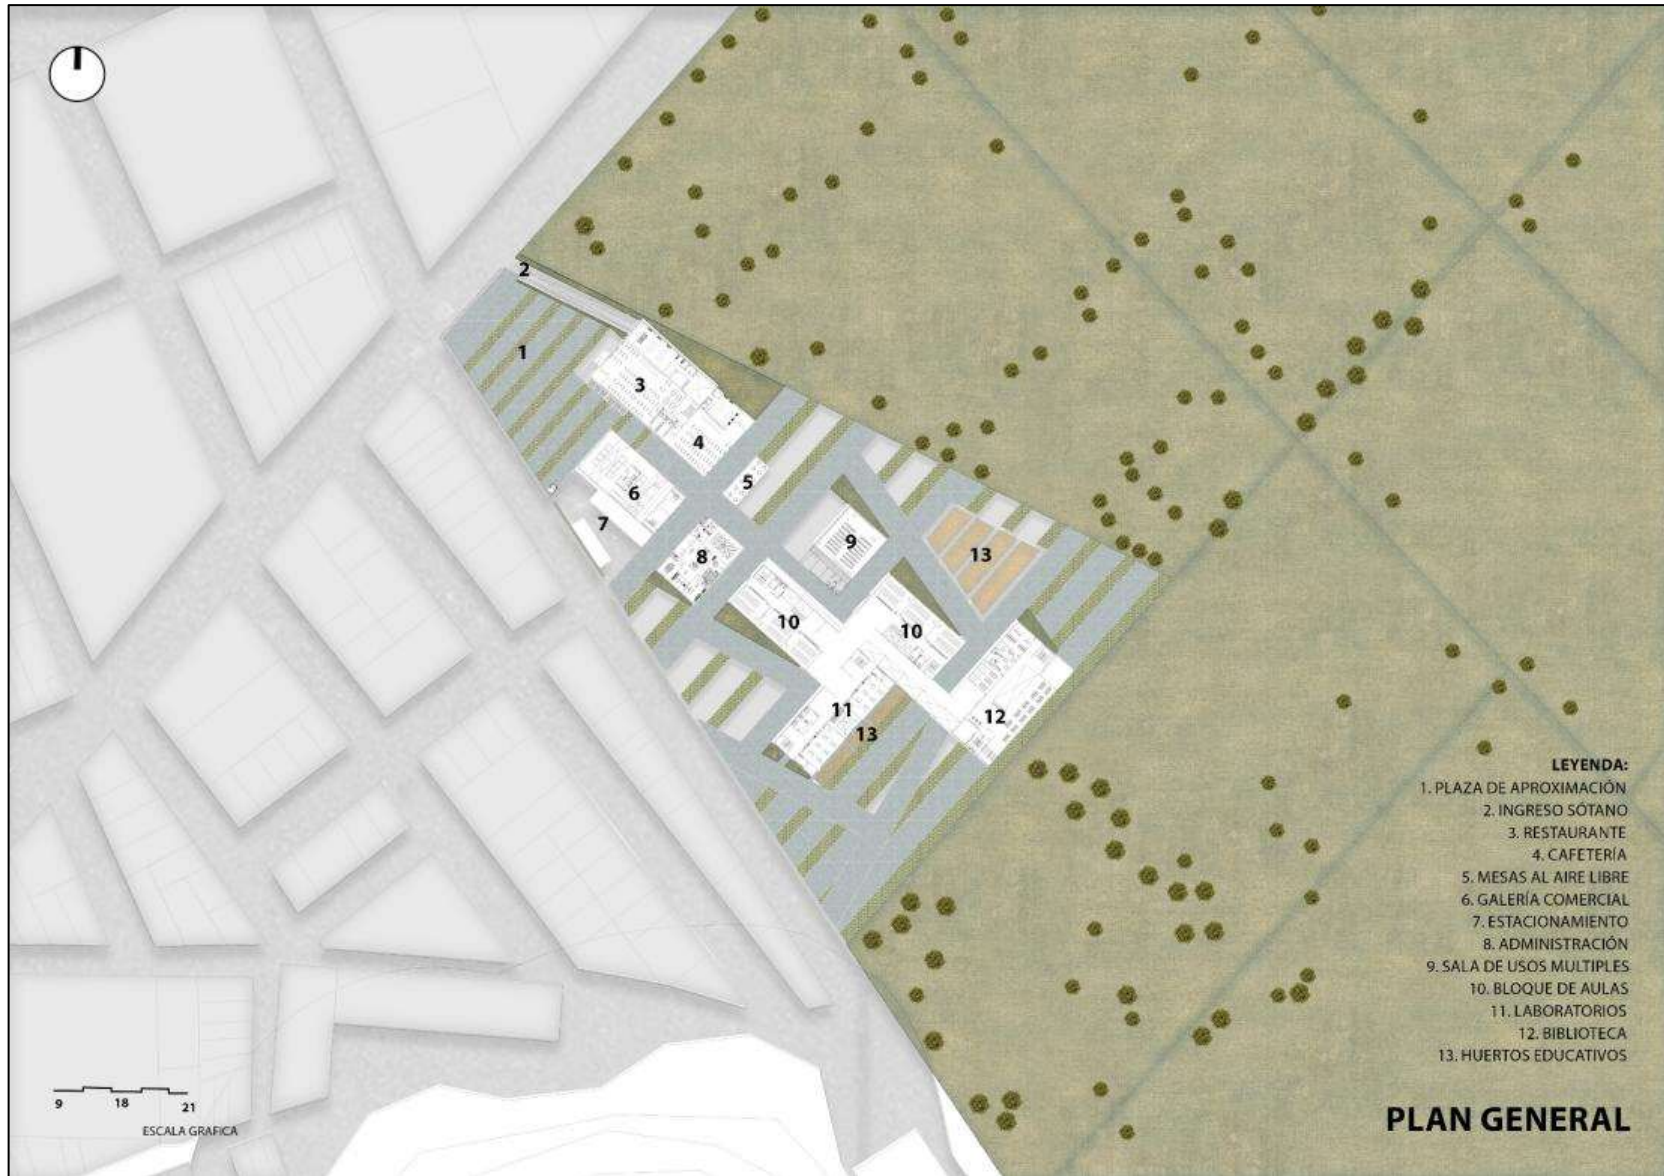 2
1
3
4
5
6
7
8
9
13
10
10
11
12
13
LEYENDA:
1. PLAZA DE APROXIMACIÓN
2. INGRESO SÓTANO
3. RESTAURANTE
4. CAFETERÍA
5. MESAS AL AIRE LIBRE
6. GALERÍA COMERCIAL
7. ESTACIONAMIENTO
8. ADMINISTRACIÓN
9. SALA DE USOS MULTIPLES
10. BLOQUE DE AULAS
11. LABORATORIOS
12. BIBLIOTECA
13. HUERTOS EDUCATIVOS
9 18 21
ESCALA GRAFICA
PLAN GENERAL